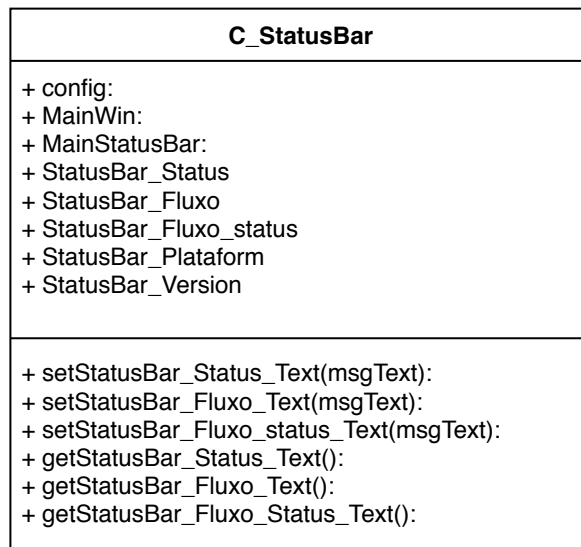 C_StatusBar
+ config:
+ MainWin:
+ MainStatusBar:
+ StatusBar_Status
+ StatusBar_Fluxo
+ StatusBar_Fluxo_status
+ StatusBar_Plataform
+ StatusBar_Version
+ setStatusBar_Status_Text(msgText):
+ setStatusBar_Fluxo_Text(msgText):
+ setStatusBar_Fluxo_status_Text(msgText):
+ getStatusBar_Status_Text():
+ getStatusBar_Fluxo_Text():
+ getStatusBar_Fluxo_Status_Text():